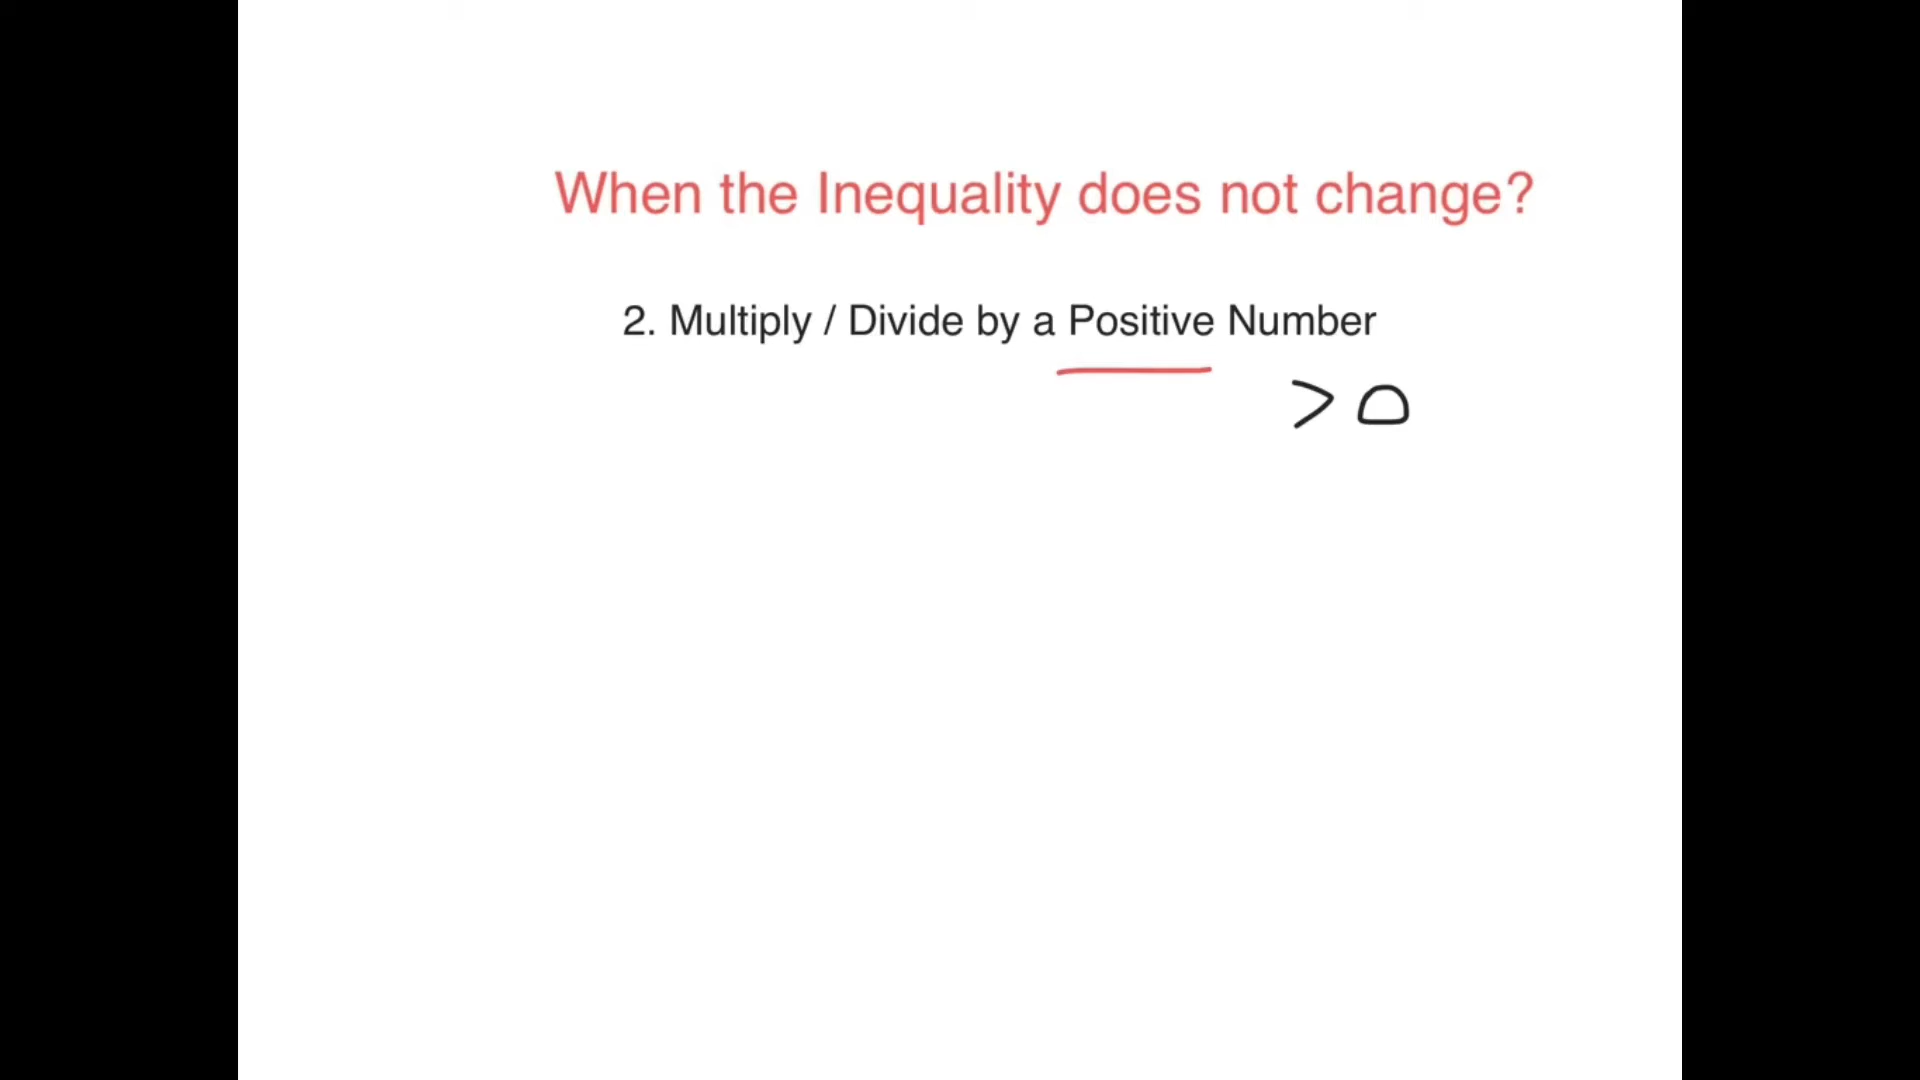 When the Inequality does not change?
2. Multiply / Divide by a Positive Number
> 0